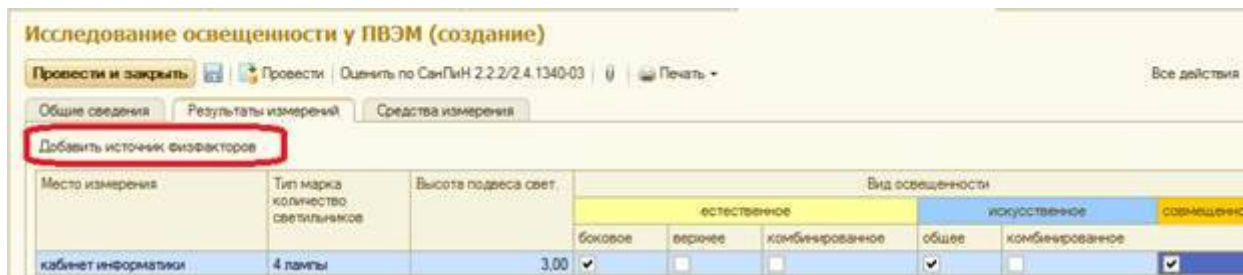 Исследование освещенности у ПВЭМ (создание)
Провести и закрыть Провести Оценить по СанПиН 2.2.2/2.4.1340-03 Печать Все действия
Общие сведения Результаты измерений Средства измерения
Добавить источник физфакторов
Место измерения Тип марка количество светильников Высота подвеса свет. Вид освещенности
естественное искусственное совмещенно
боковое верхнее комбинированное общее комбинированное
кабинет информатики 4 лампы 3,00